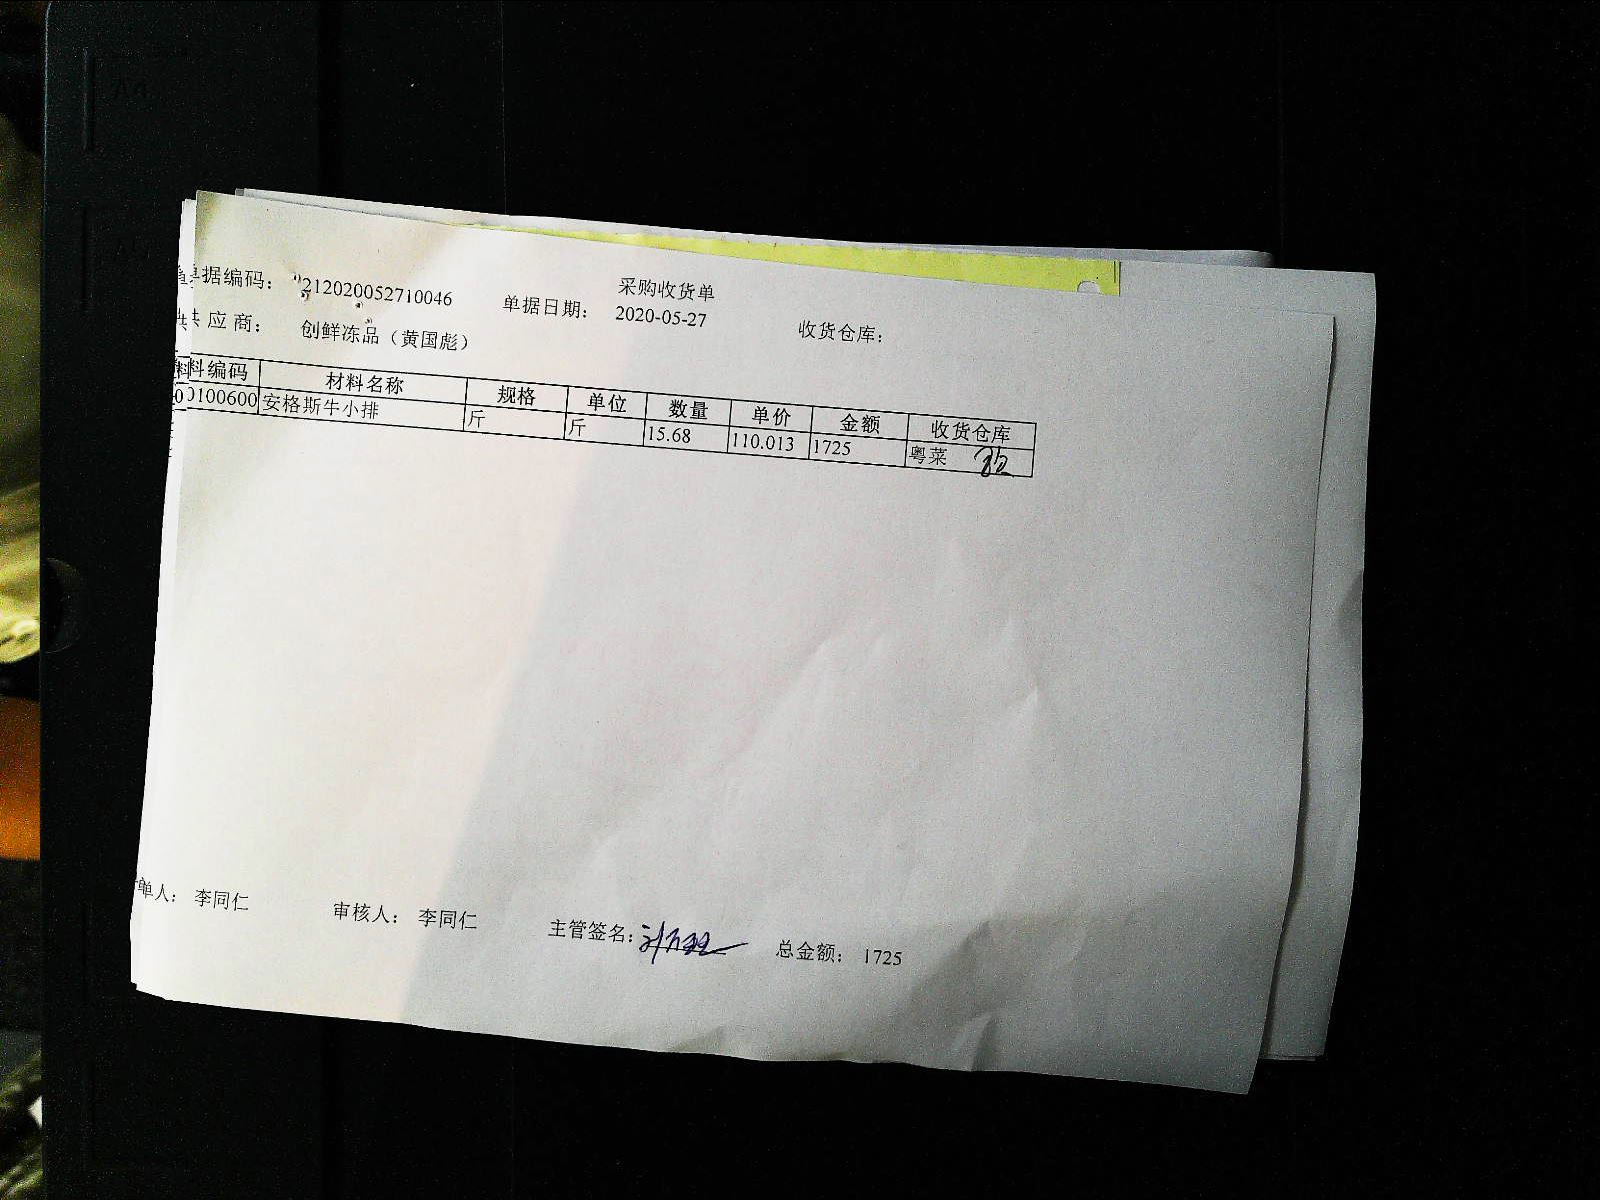 采购收货单
单据编码： 212020052710046 单据日期： 2020-05-27 收货仓库：
供 应 商： 创鲜冻品（黄国彪）
料编码 材料名称 规格 单位 数量 单价 金额 收货仓库
0100600 安格斯牛小排 斤 斤 15.68 110.013 1725 粤菜
单人： 李同仁 审核人： 李同仁 主管签名： 总金额： 1725